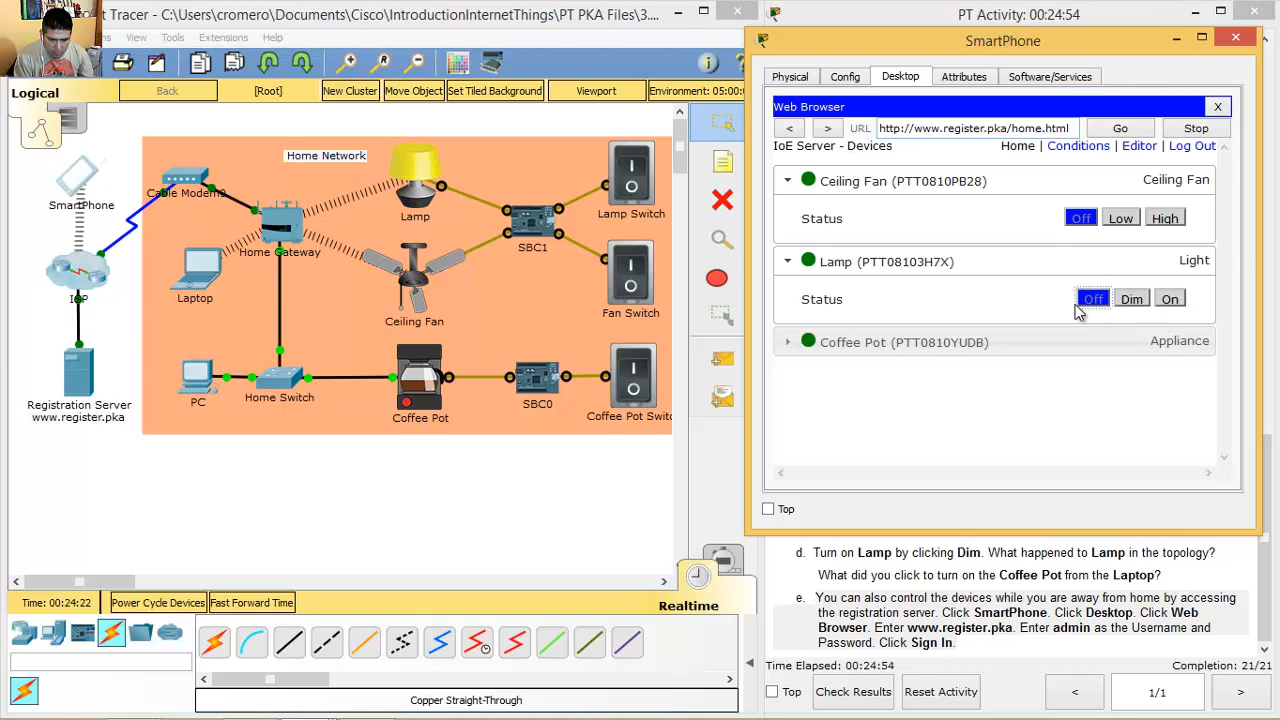 et Tracer - C:\Users\cromero\Documents\Cisco\IntroductionInternetThings\PT PKA Files\3....
View Tools Extensions Help
Logical
Back
[Root]
New Cluster
Move Object
Set Tiled Background
Viewport
Environment: 05:00:
Home Network
SmartPhone
Cable Modem0
Lamp
Lamp Switch
SBC1
Home Gateway
Laptop
ISP
Ceiling Fan
Fan Switch
Registration Server
www.register.pka
PC
Home Switch
Coffee Pot
SBC0
Coffee Pot Switc
Time: 00:24:22
Power Cycle Devices
Fast Forward Time
Realtime
Copper Straight-Through
PT Activity: 00:24:54
SmartPhone
Physical
Config
Desktop
Attributes
Software/Services
Web Browser
X
<
>
URL
http://www.register.pka/home.html
Go
Stop
IoE Server - Devices
Home | Conditions | Editor | Log Out
Ceiling Fan (PTT0810PB28)
Ceiling Fan
Status
Off
Low
High
Lamp (PTT08103H7X)
Light
Status
Off
Dim
On
Coffee Pot (PTT0810YUDB)
Appliance
Top
d. Turn on Lamp by clicking Dim. What happened to Lamp in the topology?
What did you click to turn on the Coffee Pot from the Laptop?
e. You can also control the devices while you are away from home by accessing
the registration server. Click SmartPhone. Click Desktop. Click Web
Browser. Enter www.register.pka. Enter admin as the Username and
Password. Click Sign In.
Time Elapsed: 00:24:54
Completion: 21/21
Top
Check Results
Reset Activity
<
1/1
>